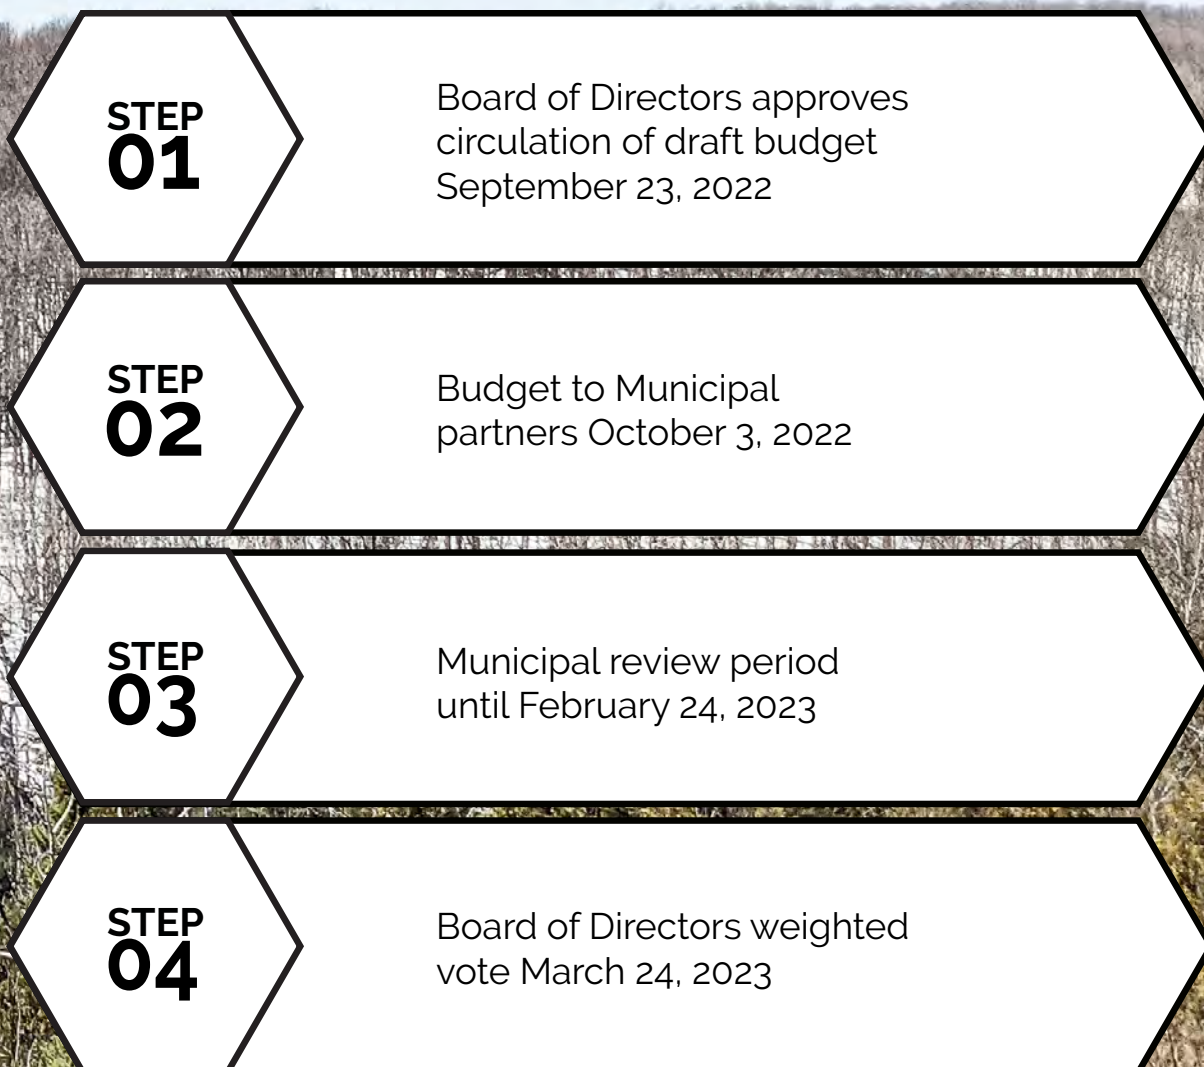 STEP
01
Board of Directors approves
circulation of draft budget
September 23, 2022
STEP
02
Budget to Municipal
partners October 3, 2022
STEP
03
Municipal review period
until February 24, 2023
STEP
04
Board of Directors weighted
vote March 24, 2023